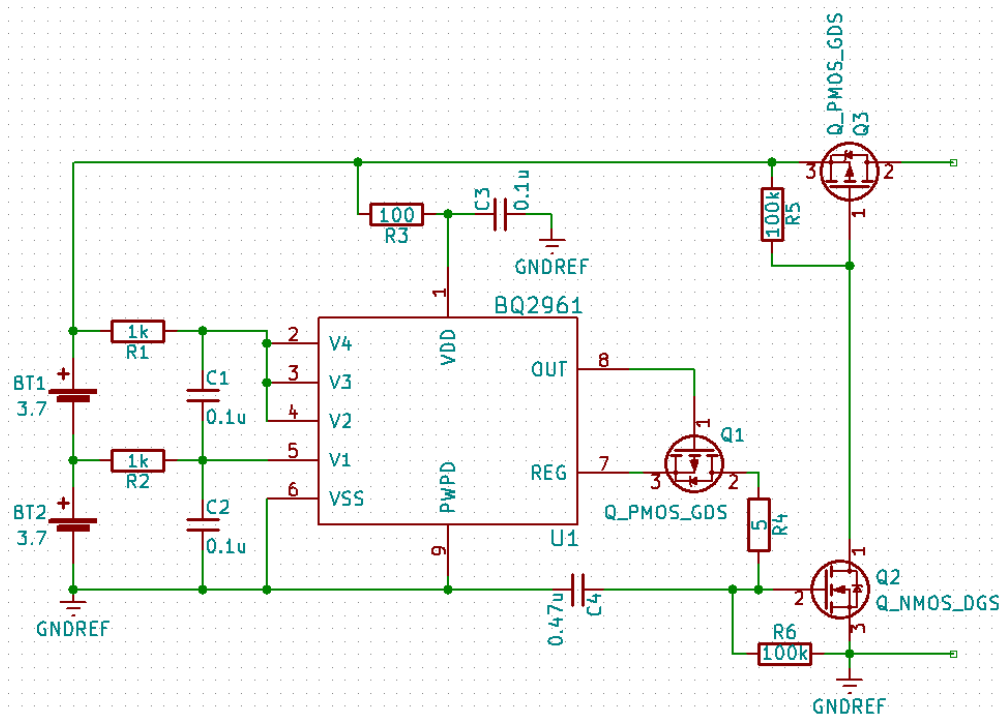 Q_PMOS_GDS
Q3
3
2
1
100k
R5
C3
0.1u
100
R3
GNDREF
1
BQ2961
VDD
1k
R1
2
V4
3
V3
4
V2
OUT
8
+
BT1
3.7
C1
0.1u
1k
R2
5
V1
6
VSS
PWPD
REG
7
1
Q1
3
2
Q_PMOS_GDS
+
BT2
3.7
C2
0.1u
9
U1
5
R4
1
Q2
2
Q_NMOS_DGS
3
0.47u
C4
GNDREF
R6
100k
GNDREF